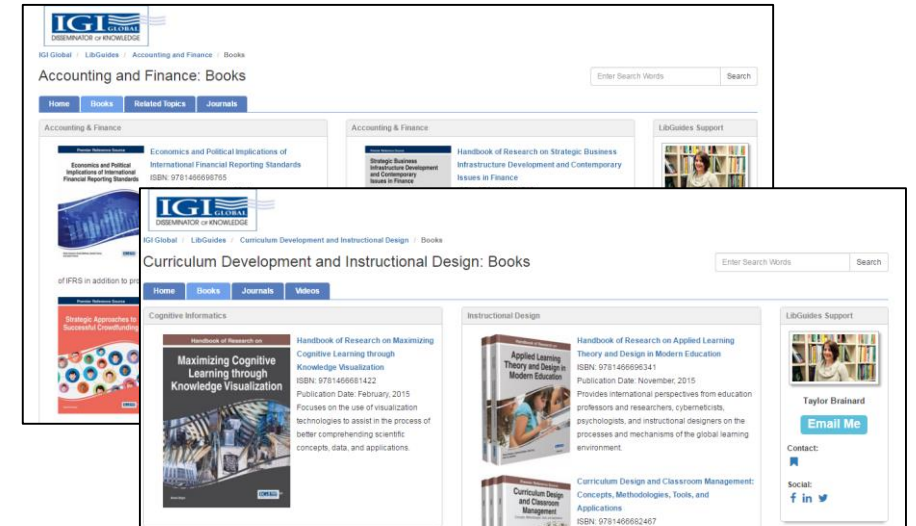 IGI GLOBAL
DISSEMINATOR OF KNOWLEDGE
IGI Global / LibGuides / Accounting and Finance / Books
Accounting and Finance: Books
Enter Search Words
Search
Home Books Related Topics Journals
Accounting & Finance
Economics and Political
Implications of International
Financial Reporting Standards
Economics and Political Implications of
International Financial Reporting Standards
ISBN: 9781466698765
of IFRS in addition to pro
Strategic Approaches to
Successful Crowdfunding
Accounting & Finance
Strategic Business
Infrastructure Development
and Contemporary
Issues in Finance
Handbook of Research on Strategic Business
Infrastructure Development and Contemporary
Issues in Finance
LibGuides Support
IGI GLOBAL
DISSEMINATOR OF KNOWLEDGE
IGI Global / LibGuides / Curriculum Development and Instructional Design / Books
Curriculum Development and Instructional Design: Books
Enter Search Words
Search
Home Books Journals Videos
Cognitive Informatics
Handbook of Research on
Maximizing Cognitive
Learning through
Knowledge Visualization
Handbook of Research on Maximizing
Cognitive Learning through
Knowledge Visualization
ISBN: 9781466681422
Publication Date: February, 2015
Focuses on the use of visualization
technologies to assist in the process of
better comprehending scientific
concepts, data, and applications.
Instructional Design
Applied Learning
Theory and Design in
Modern Education
Handbook of Research on Applied Learning
Theory and Design in Modern Education
ISBN: 9781466696341
Publication Date: November, 2015
Provides international perspectives from education
professors and researchers, cyberneticists,
psychologists, and instructional designers on the
processes and mechanisms of the global learning
environment.
Curriculum Design
and Classroom
Management
Curriculum Design and Classroom Management:
Concepts, Methodologies, Tools, and
Applications
ISBN: 9781466682467
LibGuides Support
Taylor Brainard
Email Me
Contact:
Social: